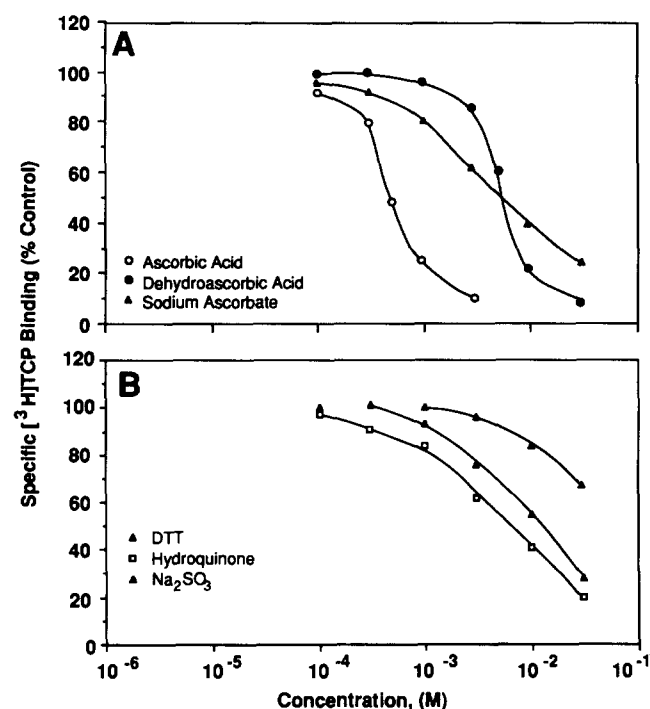 120
A
100
80
60
40
20
0
Ascorbic Acid
Dehydroascorbic Acid
Sodium Ascorbate
Specific [³H]TCP Binding (% Control)
120
B
100
80
60
40
20
0
DTT
Hydroquinone
Na₂SO₃
10⁻⁶ 10⁻⁵ 10⁻⁴ 10⁻³ 10⁻² 10⁻¹
Concentration, (M)